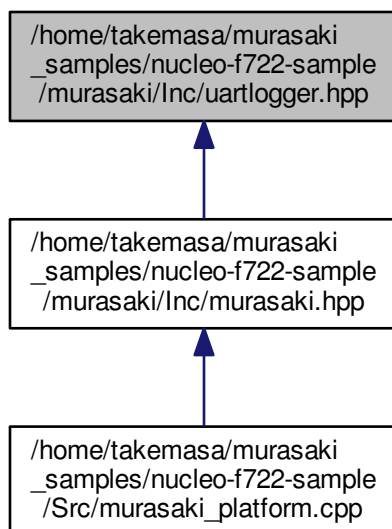 /home/takemasa/murasaki
_samples/nucleo-f722-sample
/murasaki/Inc/uartlogger.hpp
/home/takemasa/murasaki
_samples/nucleo-f722-sample
/murasaki/Inc/murasaki.hpp
/home/takemasa/murasaki
_samples/nucleo-f722-sample
/Src/murasaki_platform.cpp